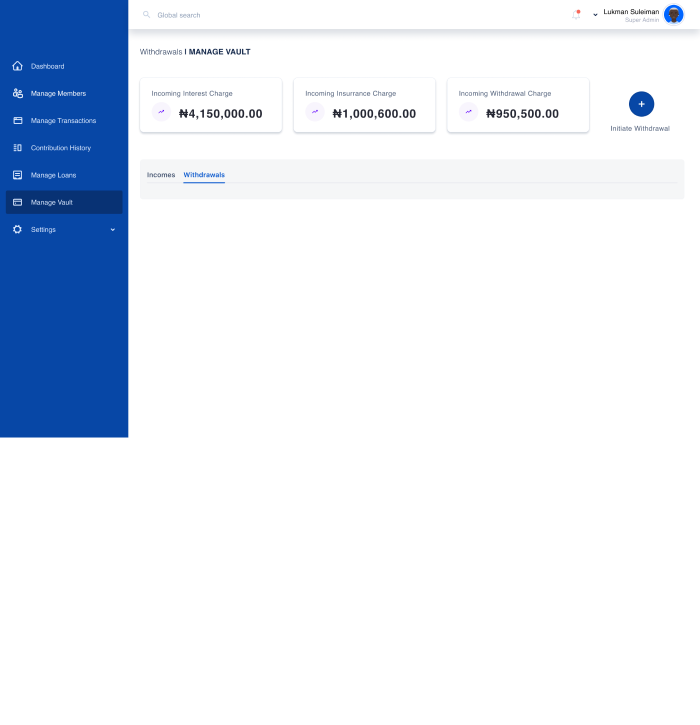 Global search
Lukman Suleiman
Super Admin
Dashboard
Manage Members
Manage Transactions
Contribution History
Manage Loans
Manage Vault
Settings
Withdrawals I MANAGE VAULT
Incoming Interest Charge
₦4,150,000.00
Incoming Insurrance Charge
₦1,000,600.00
Incoming Withdrawal Charge
₦950,500.00
Initiate Withdrawal
Incomes Withdrawals